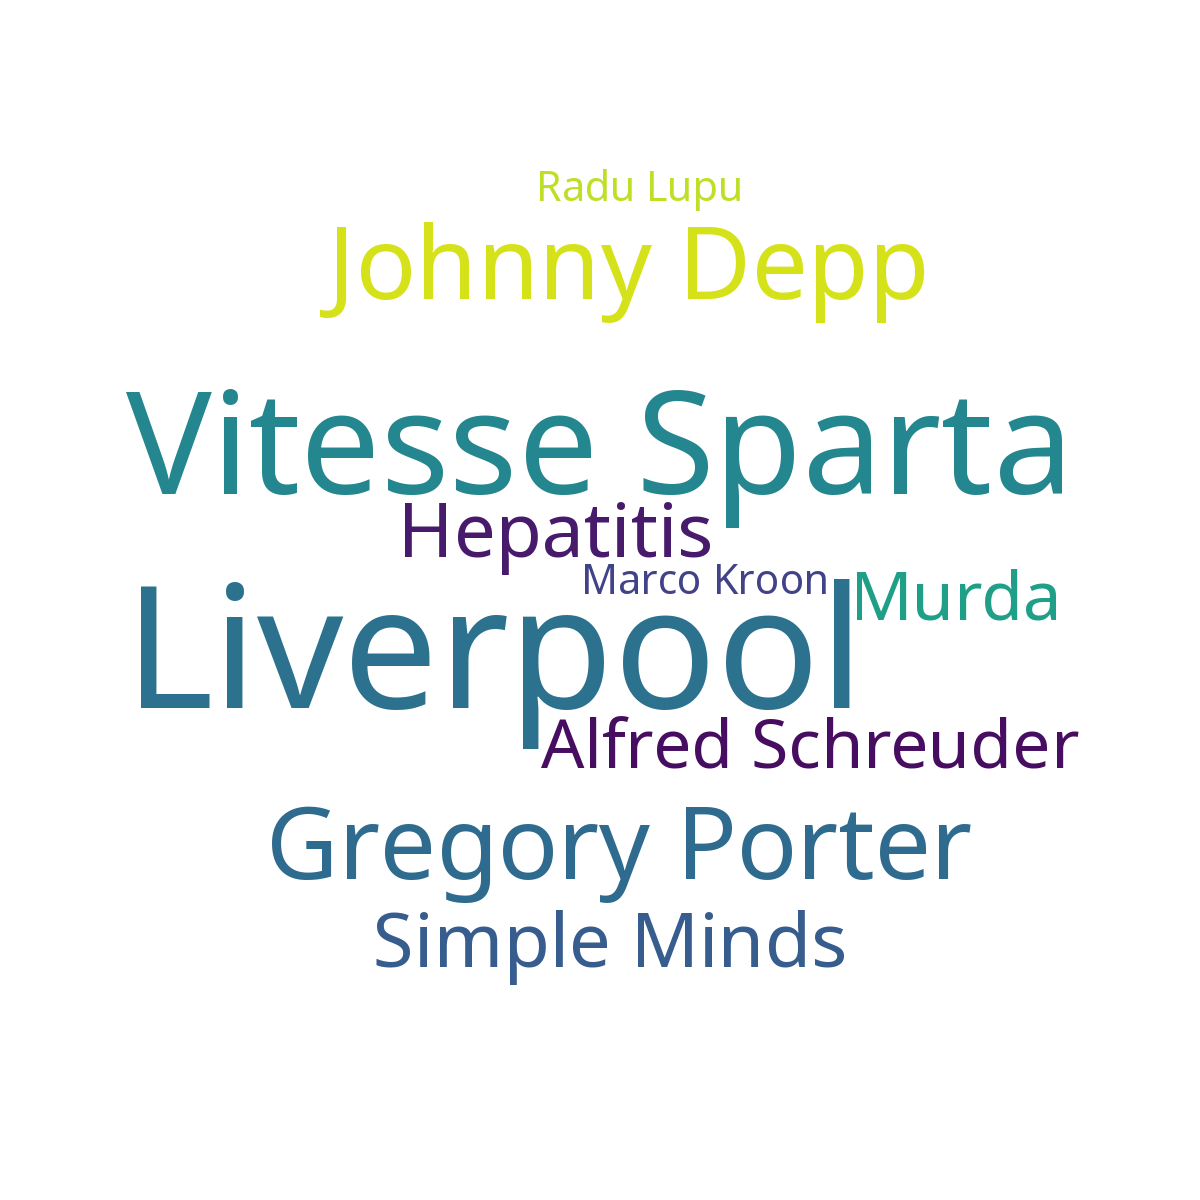 Radu Lupu
Johnny Depp
Vitesse Sparta
Hepatitis
Marco Kroon
Murda
Liverpool
Alfred Schreuder
Gregory Porter
Simple Minds